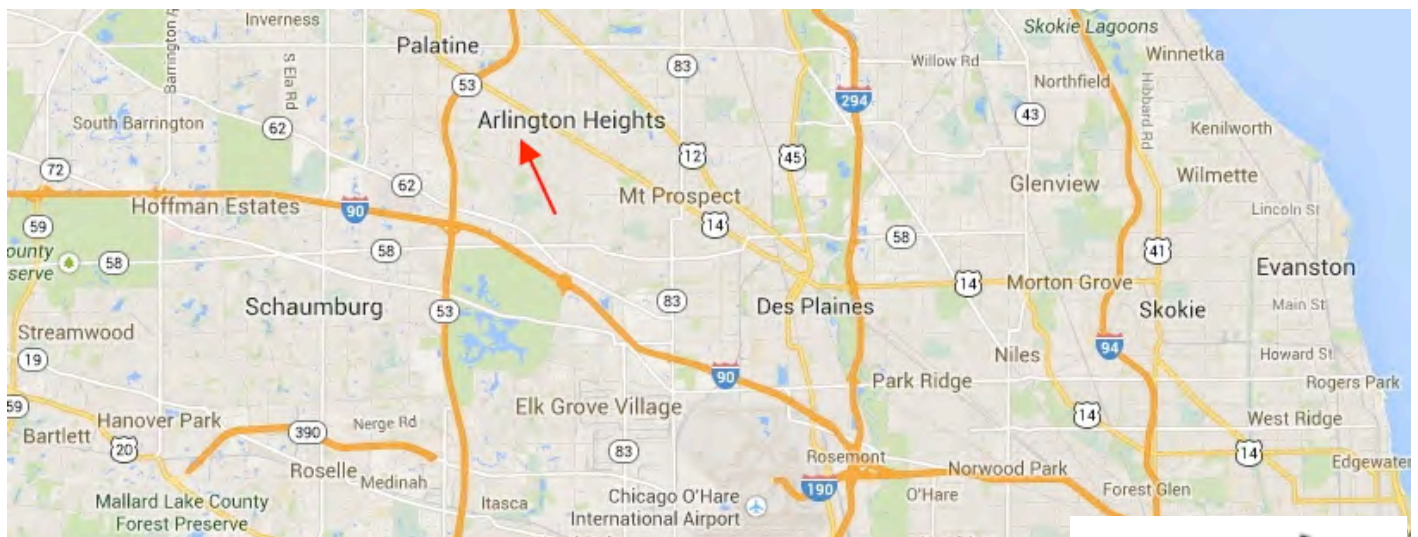 Inverness
Barrington
S Ela Rd
Palatine
83
Willow Rd
Skokie Lagoons
Winnetka
Northfield
Hibbard Rd
53
294
South Barrington
62
Arlington Heights
43
Kenilworth
12
45
72
62
Mt Prospect
Glenview
Wilmette
Hoffman Estates
90
Lincoln St
59
14
58
41
ounty
serve
58
58
Evanston
14
Morton Grove
Schaumburg
53
83
Des Plaines
Skokie
Main St
Streamwood
19
94
Niles
Howard St
90
Park Ridge
Rogers Park
59
Hanover Park
Elk Grove Village
14
West Ridge
Bartlett
20
390
Nerge Rd
83
14
Roselle
Medinah
Rosemont
Norwood Park
Edgewater
190
O'Hare
Forest Glen
Mallard Lake County
Forest Preserve
Itasca
Chicago O'Hare
International Airport